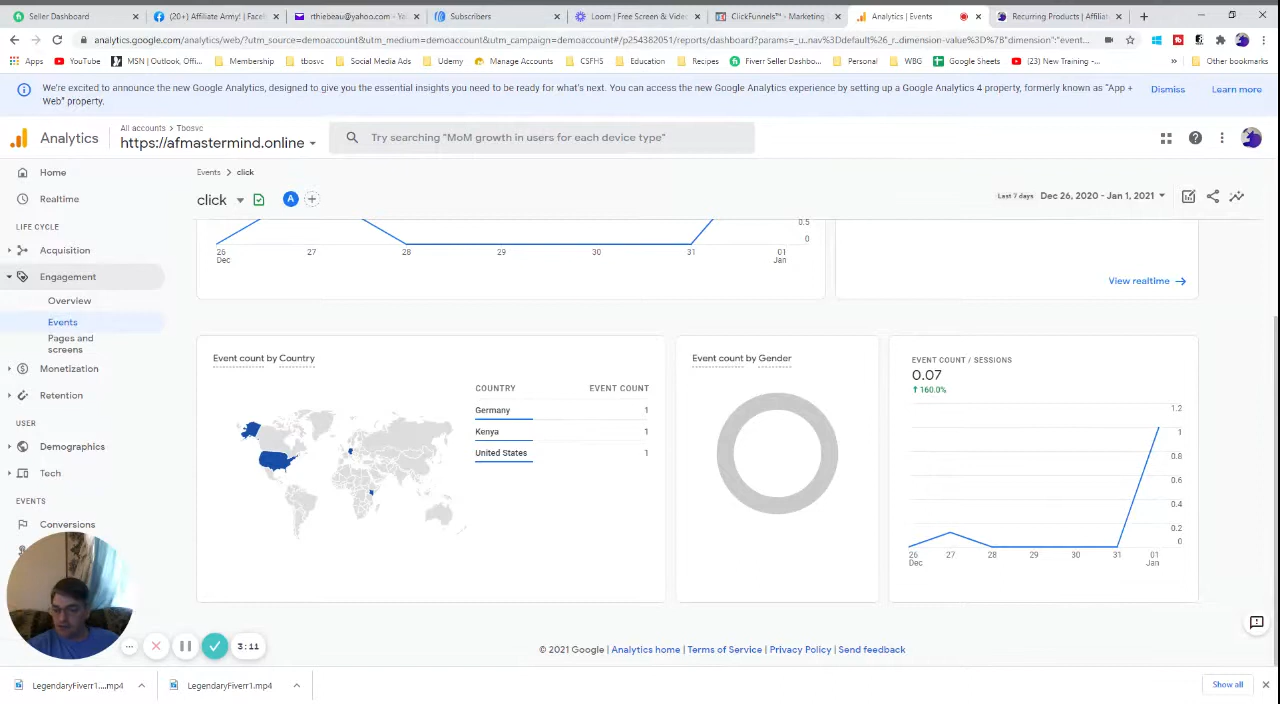 Seller Dashboard
(20+) Affiliate Army! | Facel
rthiebeau@yahoo.com - Yahoo
Subscribers
Loom | Free Screen & Video
ClickFunnels™ - Marketing
Analytics | Events
Recurring Products | Affiliate
analytics.google.com/analytics/web/?utm_source=demoaccount&utm_medium=demoaccount&utm_campaign=demoaccount#/p254382051/reports/dashboard?params=_u..nav%3Ddefault%26_r..dimension-value%3D%7B"dimension":"event...
Apps
YouTube
MSN | Outlook, Offi...
Membership
tbosvc
Social Media Ads
Udemy
Manage Accounts
CSFHS
Education
Recipes
Fiverr Seller Dashbo...
Personal
WBG
Google Sheets
(23) New Training -...
»
Other bookmarks
We're excited to announce the new Google Analytics, designed to give you the essential insights you need to be ready for what's next. You can access the new Google Analytics experience by setting up a Google Analytics 4 property, formerly known as "App +
Web" property.
Dismiss
Learn more
Analytics
All accounts > Tbosvc
https://afmastermind.online
Try searching "MoM growth in users for each device type"
Home
Realtime
LIFE CYCLE
Acquisition
Engagement
Overview
Events
Pages and
screens
Monetization
Retention
USER
Demographics
Tech
EVENTS
Conversions
Events > click
click
A
Last 7 days Dec 26, 2020 - Jan 1, 2021
0.5
0
26
Dec
27
28
29
30
31
01
Jan
View realtime
Event count by Country
COUNTRY EVENT COUNT
Germany 1
Kenya 1
United States 1
Event count by Gender
EVENT COUNT / SESSIONS
0.07
160.0%
1.2
1
0.8
0.6
0.4
0.2
0
26
Dec
27
28
29
30
31
01
Jan
3:11
© 2021 Google | Analytics home | Terms of Service | Privacy Policy | Send feedback
LegendaryFiverr1....mp4
LegendaryFiverr1.mp4
Show all